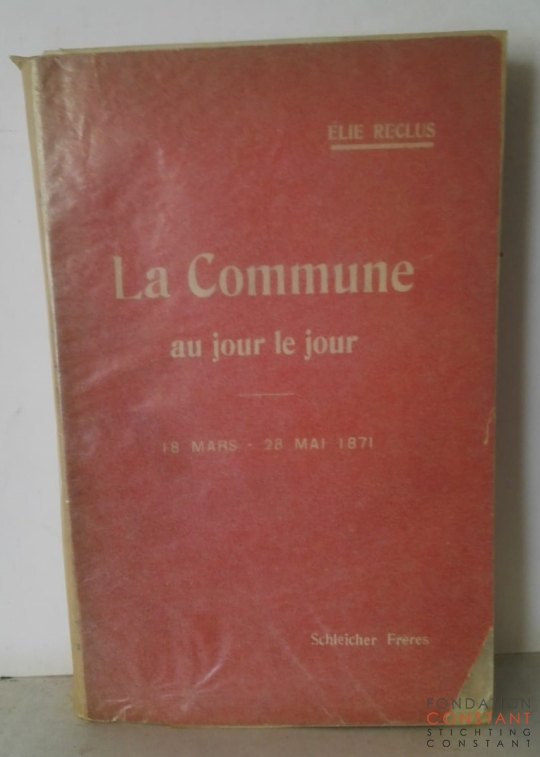 ÉLIE RECLUS
La Commune
au jour le jour
18 MARS - 28 MAI 1871
Schleicher Frères
FONDATION
CONSTANT
STICHTING
CONSTANT